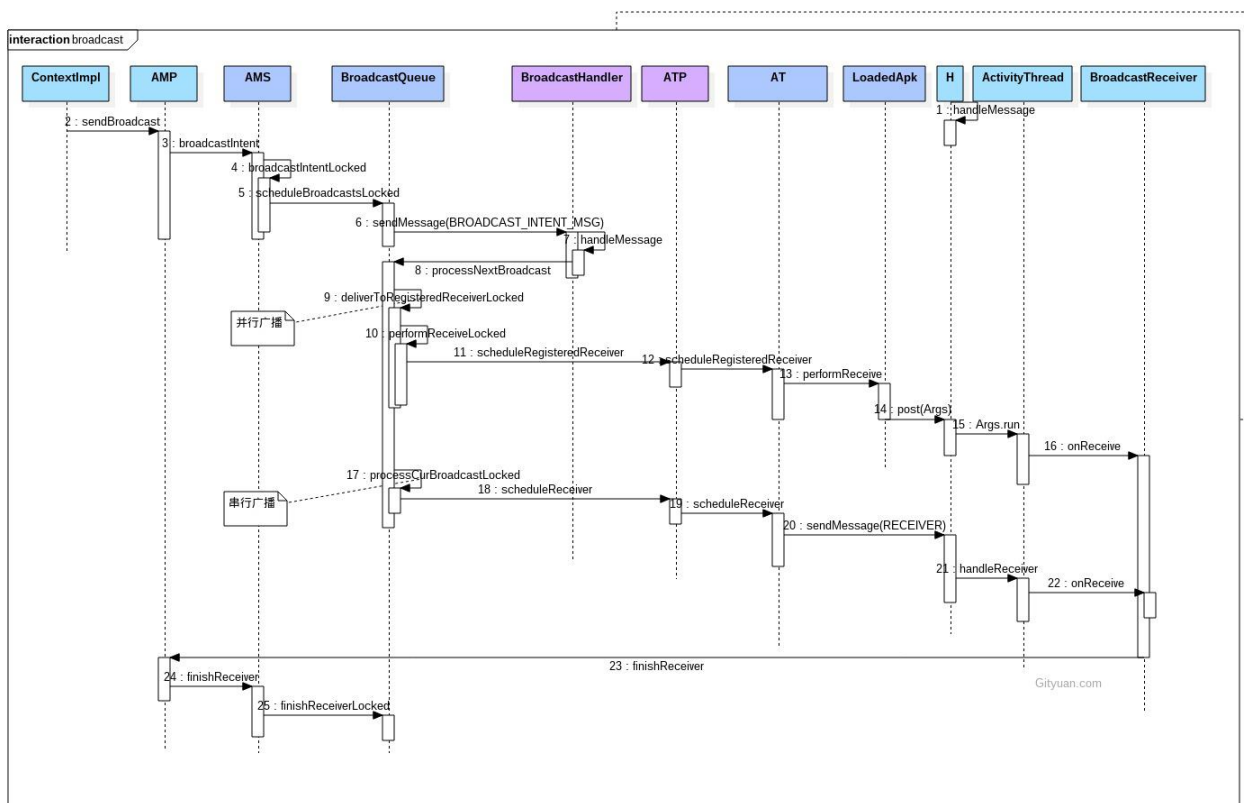 interaction broadcast
ContextImpl
AMP
AMS
BroadcastQueue
BroadcastHandler
ATP
AT
LoadedApk
H
ActivityThread
BroadcastReceiver
1 : handleMessage
2 : sendBroadcast
3 : broadcastIntent
4 : broadcastIntentLocked
5 : scheduleBroadcastsLocked
6 : sendMessage(BROADCAST_INTENT_MSG)
7 : handleMessage
8 : processNextBroadcast
9 : deliverToRegisteredReceiverLocked
并行广播
10 : performReceiveLocked
11 : scheduleRegisteredReceiver
12 : scheduleRegisteredReceiver
13 : performReceive
14 : post(Args)
15 : Args.run
16 : onReceive
17 : processCurBroadcastLocked
串行广播
18 : scheduleReceiver
19 : scheduleReceiver
20 : sendMessage(RECEIVER)
21 : handleReceiver
22 : onReceive
23 : finishReceiver
24 : finishReceiver
Gityuan.com
25 : finishReceiverLocked